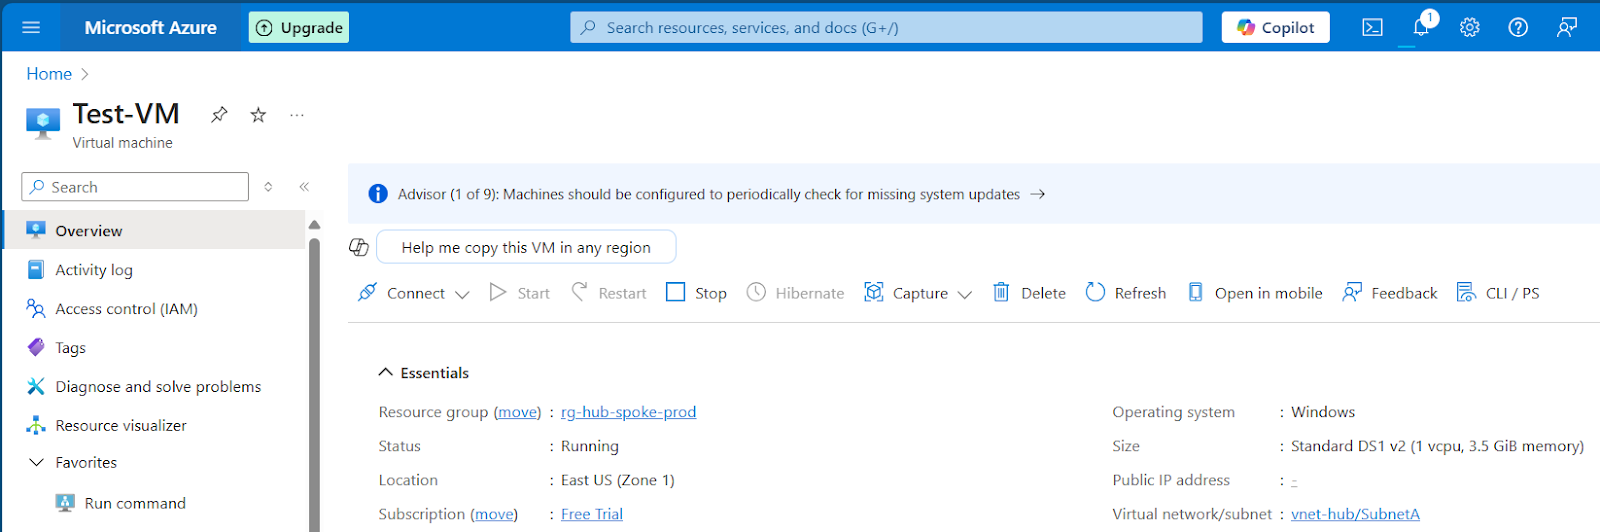 Microsoft Azure Upgrade Search resources, services, and docs (G+/) Copilot 1
Home
Test-VM
Virtual machine
Search
Advisor (1 of 9): Machines should be configured to periodically check for missing system updates
Overview
Help me copy this VM in any region
Activity log
Connect Start Restart Stop Hibernate Capture Delete Refresh Open in mobile Feedback CLI / PS
Access control (IAM)
Tags
Diagnose and solve problems
Resource visualizer
Favorites
Run command
Essentials
Resource group (move) : rg-hub-spoke-prod
Status : Running
Location : East US (Zone 1)
Subscription (move) : Free Trial
Operating system : Windows
Size : Standard DS1 v2 (1 vcpu, 3.5 GiB memory)
Public IP address : -
Virtual network/subnet : vnet-hub/SubnetA